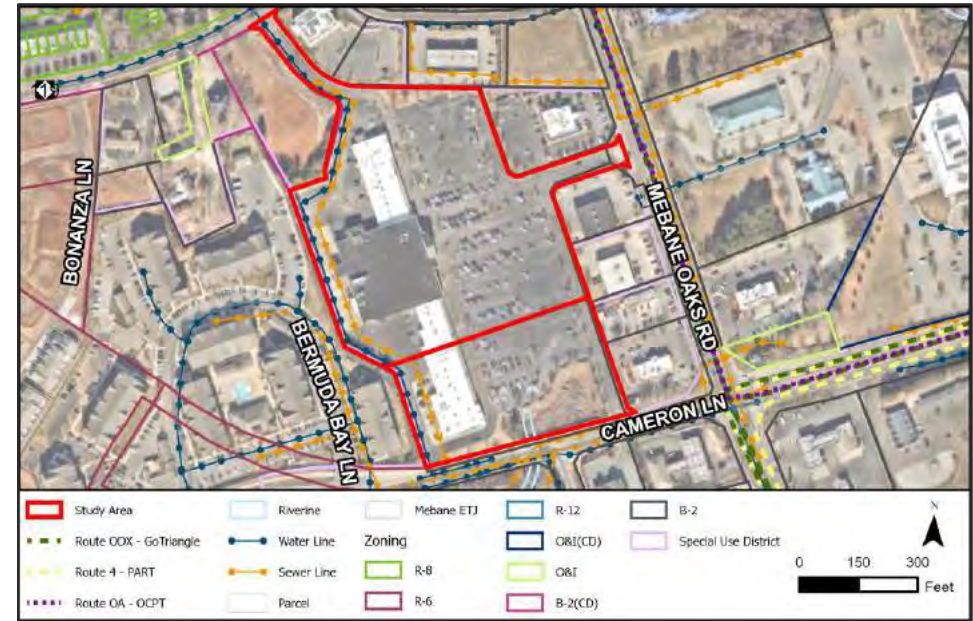 BONANZA LN
BERMUDA BAY LN
MEBANE OAKS RD
CAMERON LN
Study Area
Riverine
Mebane ETJ
R-12
B-2
Route ODX - GoTriangle
Water Line
Zoning
O&I(CD)
Special Use District
Route 4 - PART
Sewer Line
R-8
O&I
Route OA - OCPT
Parcel
R-6
B-2(CD)
N
0 150 300
Feet